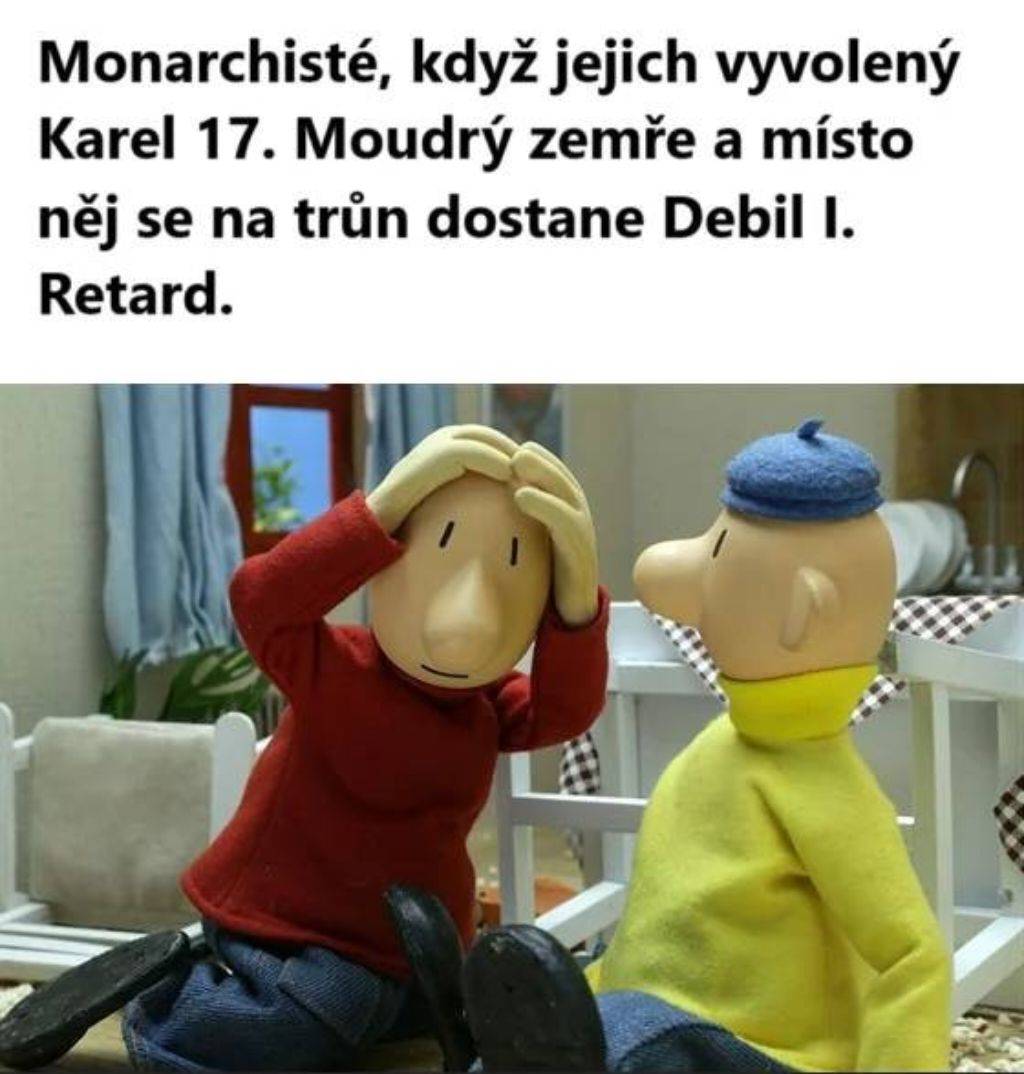 Monarchisté, když jejich vyvolený
Karel 17. Moudrý zemře a místo
něj se na trůn dostane Debil I.
Retard.